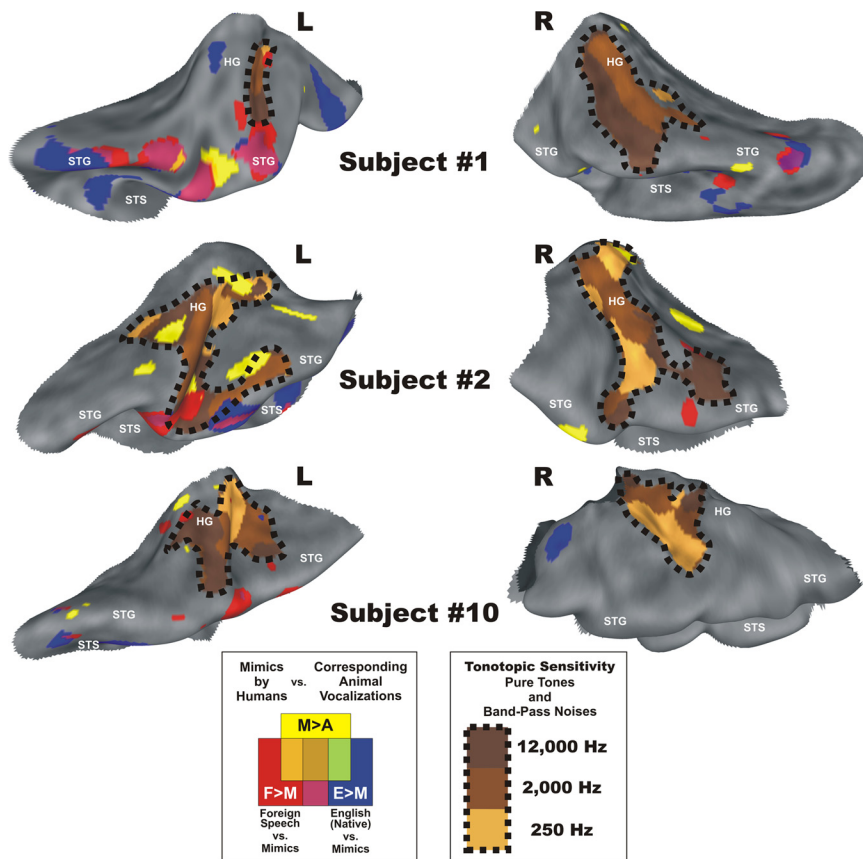 L
R
HG
HG
STG
STG
STG
STG
Subject #1
STS
STS
L
R
HG
HG
STG
Subject #2
STG
STS
STG
STG
STS
STS
L
R
HG
HG
STG
STG
STG
STG
Subject #10
STS
STS
Mimics by Humans vs. Corresponding Animal Vocalizations
M>A
F>M
E>M
Foreign Speech vs. Mimics
English (Native) vs. Mimics
Tonotopic Sensitivity
Pure Tones
and
Band-Pass Noises
12,000 Hz
2,000 Hz
250 Hz